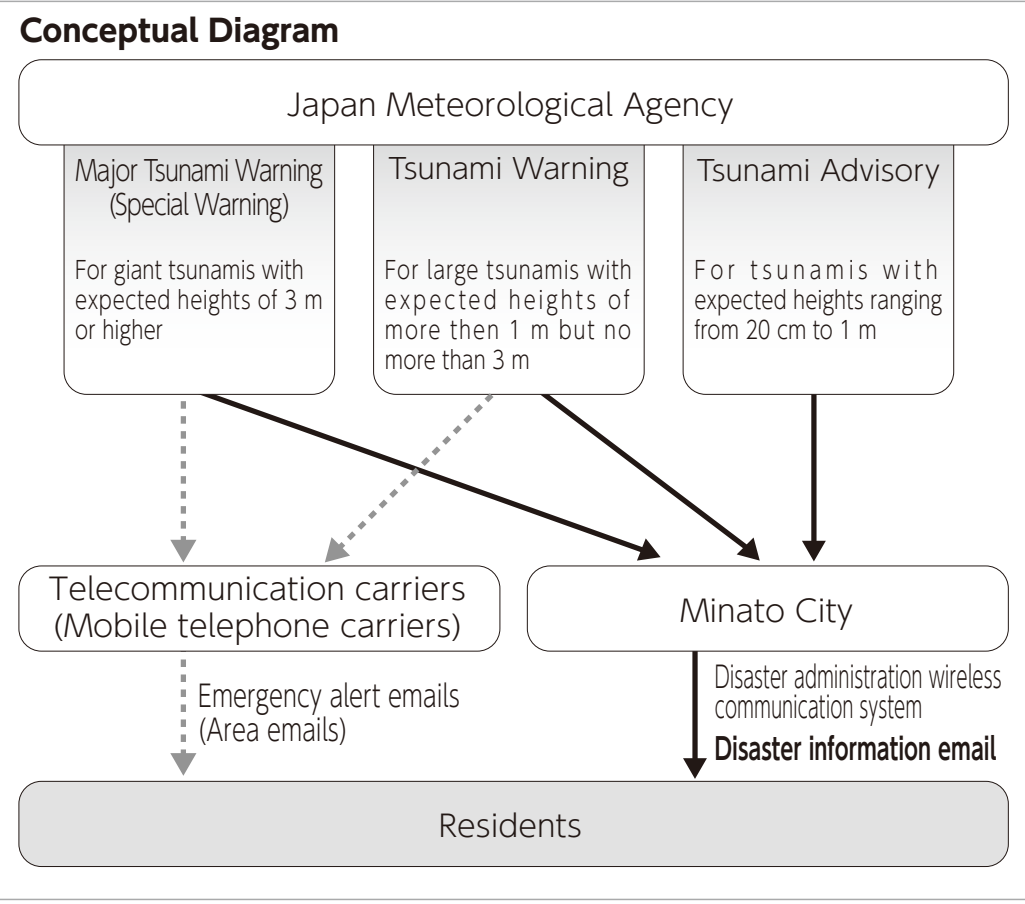 Conceptual Diagram
Japan Meteorological Agency
Major Tsunami Warning
(Special Warning)
For giant tsunamis with
expected heights of 3 m
or higher
Tsunami Warning
For large tsunamis with
expected heights of
more then 1 m but no
more than 3 m
Tsunami Advisory
For tsunamis with
expected heights ranging
from 20 cm to 1 m
Telecommunication carriers
(Mobile telephone carriers)
Minato City
Emergency alert emails
(Area emails)
Disaster administration wireless
communication system
Disaster information email
Residents